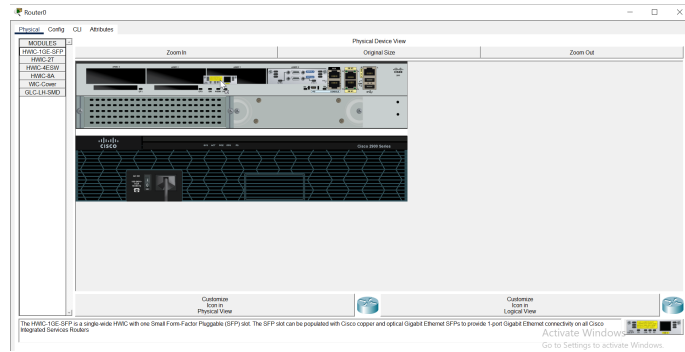 Router0
Physical Config CLI Attributes
MODULES
HWIC-1GE-SFP
HWIC-2T
HWIC-4ESW
HWIC-8A
WIC-Cover
GLC-LH-SMD
Physical Device View
Zoom In
Original Size
Zoom Out
CISCO
Cisco 2900 Series
Customize
Icon in
Physical View
Customize
Icon in
Logical View
The HWIC-1GE-SFP is a single-wide HWIC with one Small Form-Factor Pluggable (SFP) slot. The SFP slot can be populated with Cisco copper and optical Gigabit Ethernet SFPs to provide 1-port Gigabit Ethernet connectivity on all Cisco
Integrated Services Routers
Activate Windows
Go to Settings to activate Windows.